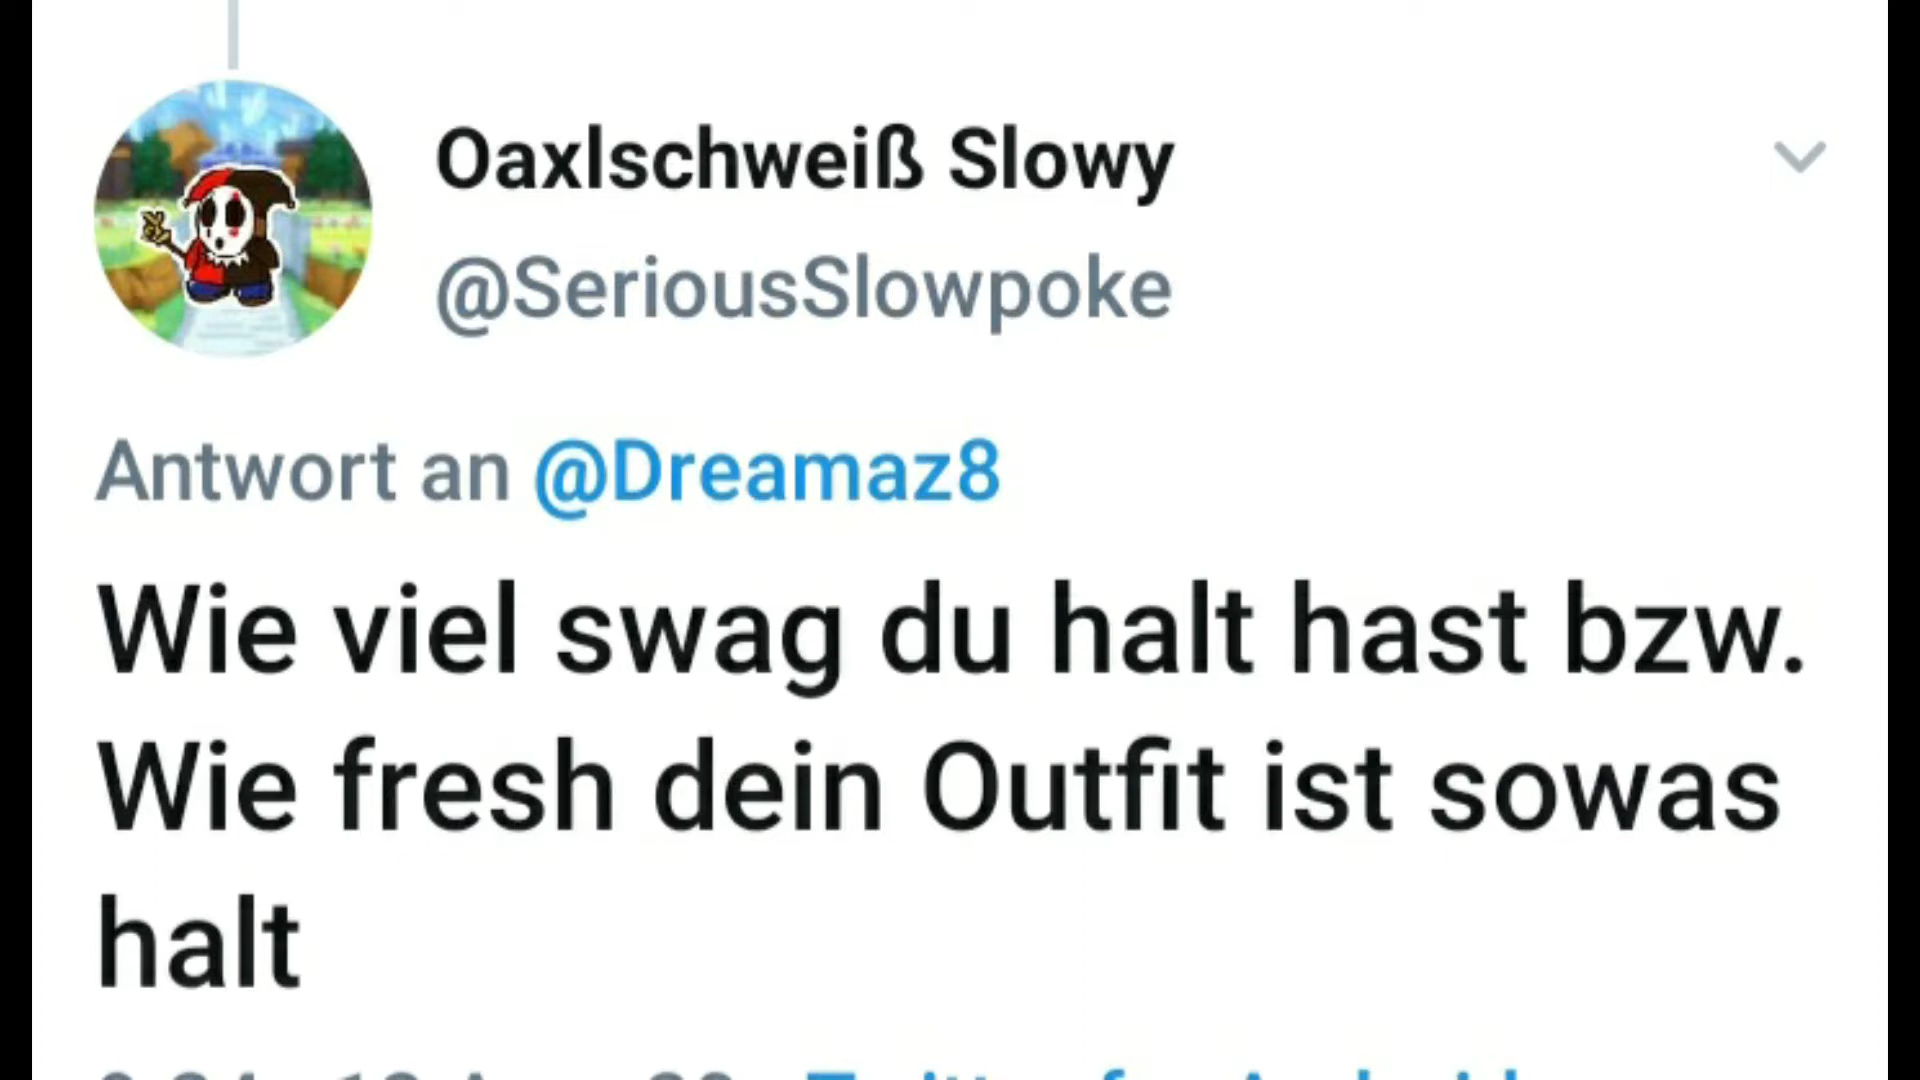 Oaxlschweiß Slowy
@SeriousSlowpoke
Antwort an @Dreamaz8
Wie viel swag du halt hast bzw.
Wie fresh dein Outfit ist sowas
halt